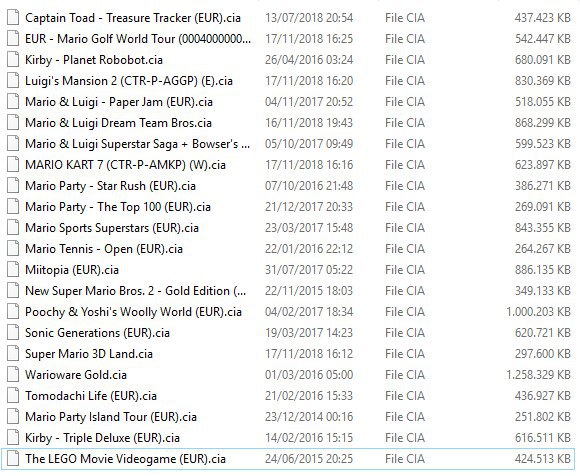 Captain Toad - Treasure Tracker (EUR).cia 13/07/2018 20:54 File CIA 437.423 KB
EUR - Mario Golf World Tour (0004000000... 17/11/2018 16:25 File CIA 542.447 KB
Kirby - Planet Robobot.cia 26/04/2016 03:24 File CIA 680.091 KB
Luigi's Mansion 2 (CTR-P-AGGP) (E).cia 17/11/2018 16:20 File CIA 830.369 KB
Mario & Luigi - Paper Jam (EUR).cia 04/11/2017 20:52 File CIA 518.055 KB
Mario & Luigi Dream Team Bros.cia 16/11/2018 19:43 File CIA 868.299 KB
Mario & Luigi Superstar Saga + Bowser's ... 05/10/2017 09:49 File CIA 599.523 KB
MARIO KART 7 (CTR-P-AMKP) (W).cia 17/11/2018 16:16 File CIA 623.897 KB
Mario Party - Star Rush (EUR).cia 07/10/2016 21:48 File CIA 386.271 KB
Mario Party - The Top 100 (EUR).cia 21/12/2017 20:33 File CIA 269.091 KB
Mario Sports Superstars (EUR).cia 23/03/2017 15:48 File CIA 843.355 KB
Mario Tennis - Open (EUR).cia 22/01/2016 22:12 File CIA 264.267 KB
Miitopia (EUR).cia 31/07/2017 05:22 File CIA 886.135 KB
New Super Mario Bros. 2 - Gold Edition (... 22/11/2015 18:03 File CIA 349.133 KB
Poochy & Yoshi's Woolly World (EUR).cia 04/02/2017 18:34 File CIA 1.000.203 KB
Sonic Generations (EUR).cia 19/03/2017 14:23 File CIA 620.721 KB
Super Mario 3D Land.cia 17/11/2018 16:12 File CIA 297.600 KB
Warioware Gold.cia 01/03/2016 05:00 File CIA 1.258.329 KB
Tomodachi Life (EUR).cia 21/02/2016 15:33 File CIA 436.927 KB
Mario Party Island Tour (EUR).cia 23/12/2014 00:16 File CIA 251.802 KB
Kirby - Triple Deluxe (EUR).cia 14/02/2016 15:15 File CIA 616.511 KB
The LEGO Movie Videogame (EUR).cia 24/06/2015 20:25 File CIA 424.513 KB